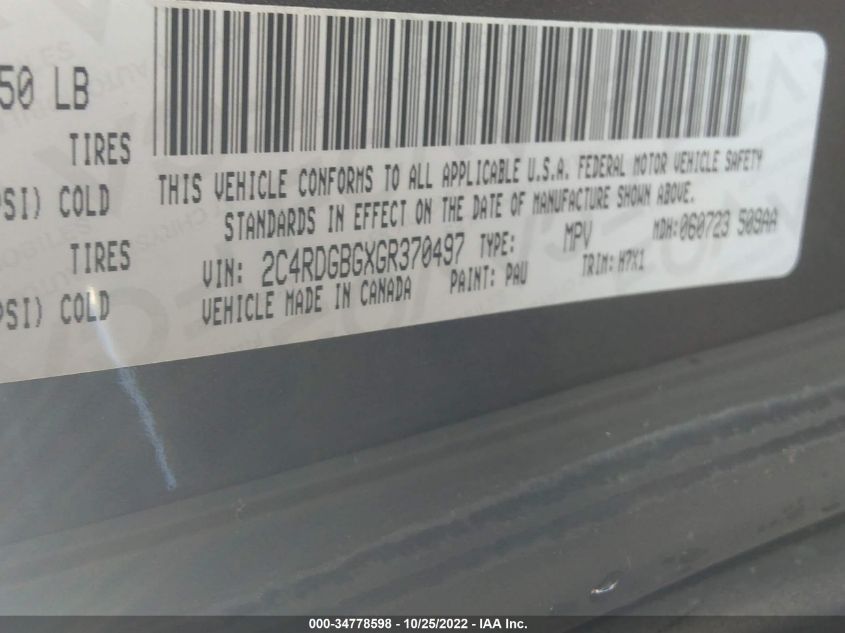 50 LB
TIRES
PSI) COLD
TIRES
PSI) COLD
THIS VEHICLE CONFORMS TO ALL APPLICABLE U.S.A. FEDERAL MOTOR VEHICLE SAFETY
STANDARDS IN EFFECT ON THE DATE OF MANUFACTURE SHOWN ABOVE.
MDH:060723 509AA
VIN: 2C4RDGBGXGR370497 TYPE: MPV
VEHICLE MADE IN CANADA PAINT: PAU TRIM: H7X1
000-34778598 - 10/25/2022 - IAA Inc.